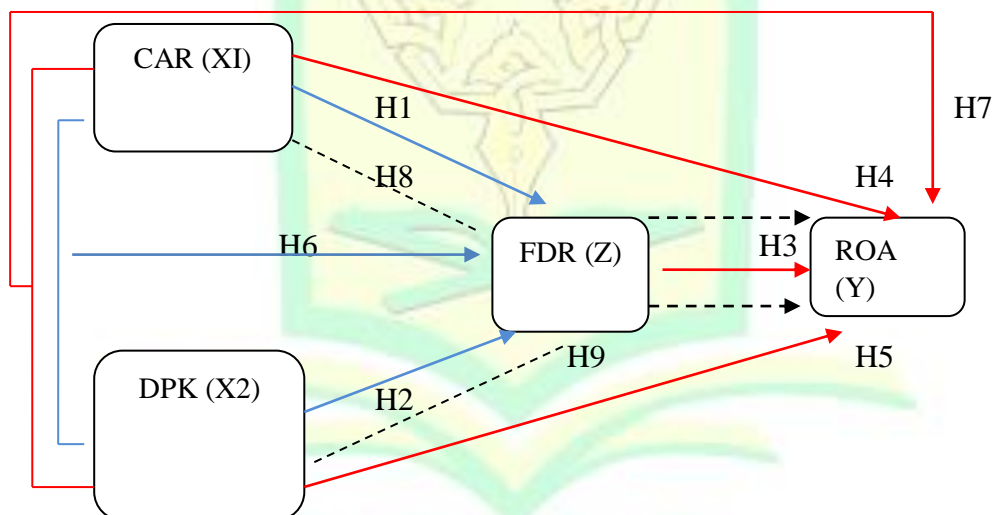 CAR (XI)
H1
H7
H8
H4
H6
FDR (Z)
H3
ROA
(Y)
H9
H5
DPK (X2)
H2